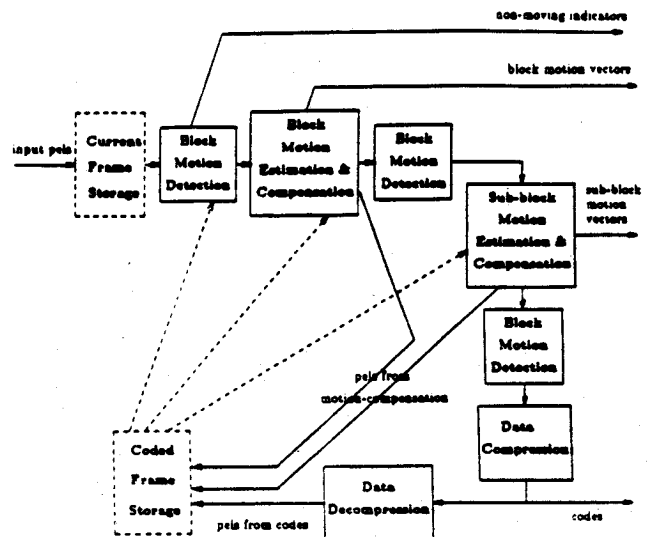 non-moving indicators
block motion vectors
input pels
Current
Frame
Storage
Block
Motion
Detection
Block
Motion
Estimation &
Compensation
Block
Motion
Detection
Sub-block
Motion
Estimation &
Compensation
sub-block
motion
vectors
Block
Motion
Detection
pels from
motion-compensation
Data
Compression
Coded
Frame
Storage
Data
Decompression
pels from codes
codes